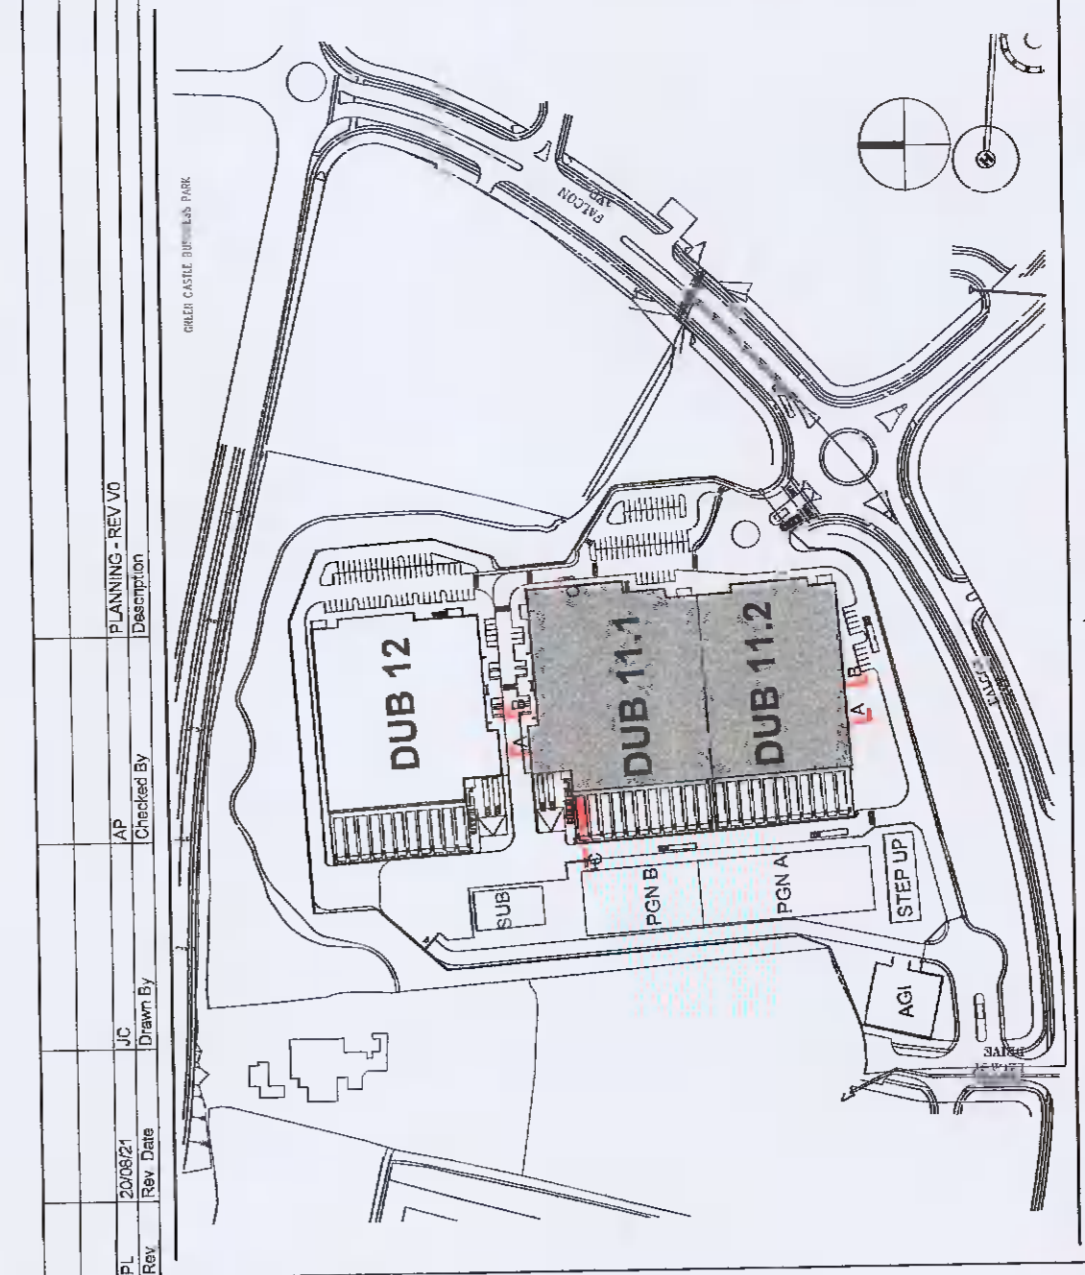 PL 20/08/21 JC AP PLANNING - REV V0
Rev. Rev. Date Drawn By Checked By Description
GREEN CASTLE BUSINESS PARK
FALCON
AVE
DUB 12
DUB 11.1
DUB 11.2
A
B
A
B
C
C
SUB
PGN B
PGN A
STEP UP
AGI
DRIVE
H